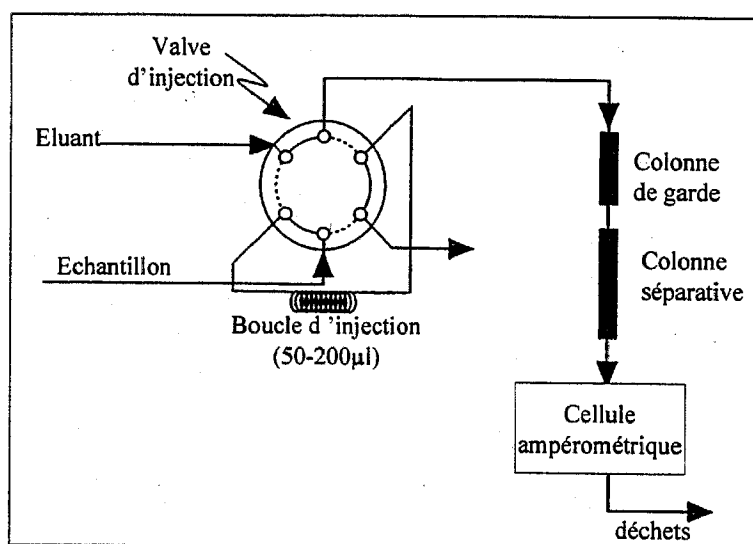 Valve
d'injection
Eluant
Colonne
de garde
Echantillon
Colonne
séparative
Boucle d 'injection
(50-200µl)
Cellule
ampérométrique
déchets